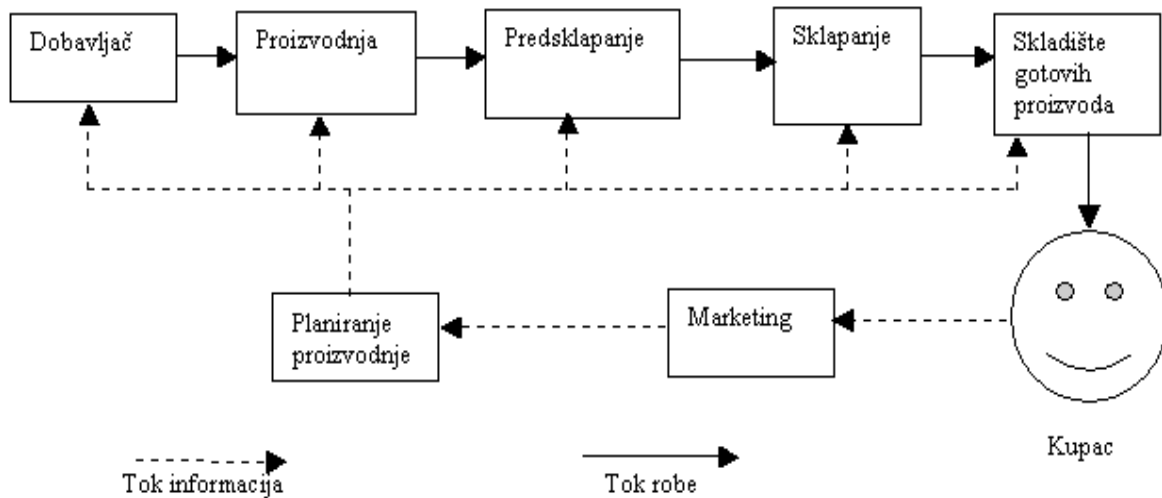 Dobavljač
Proizvodnja
Predsklapanje
Sklapanje
Skladište
gotovih
proizvoda
Planiranje
proizvodnje
Marketing
Kupac
Tok informacija
Tok robe